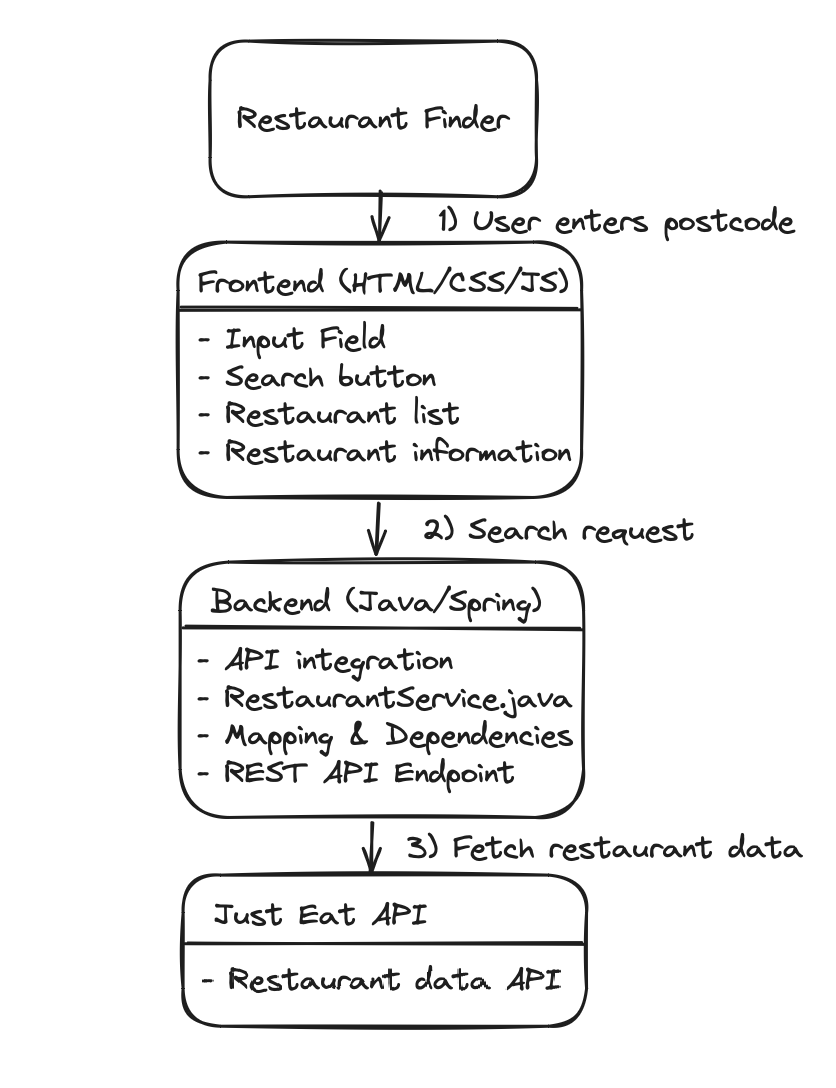 Restaurant Finder
1) User enters postcode
Frontend (HTML/CSS/JS)
- Input Field
- Search button
- Restaurant list
- Restaurant information
2) Search request
Backend (Java/Spring)
- API integration
- RestaurantService.java
- Mapping & Dependencies
- REST API Endpoint
3) Fetch restaurant data
Just Eat API
- Restaurant data API